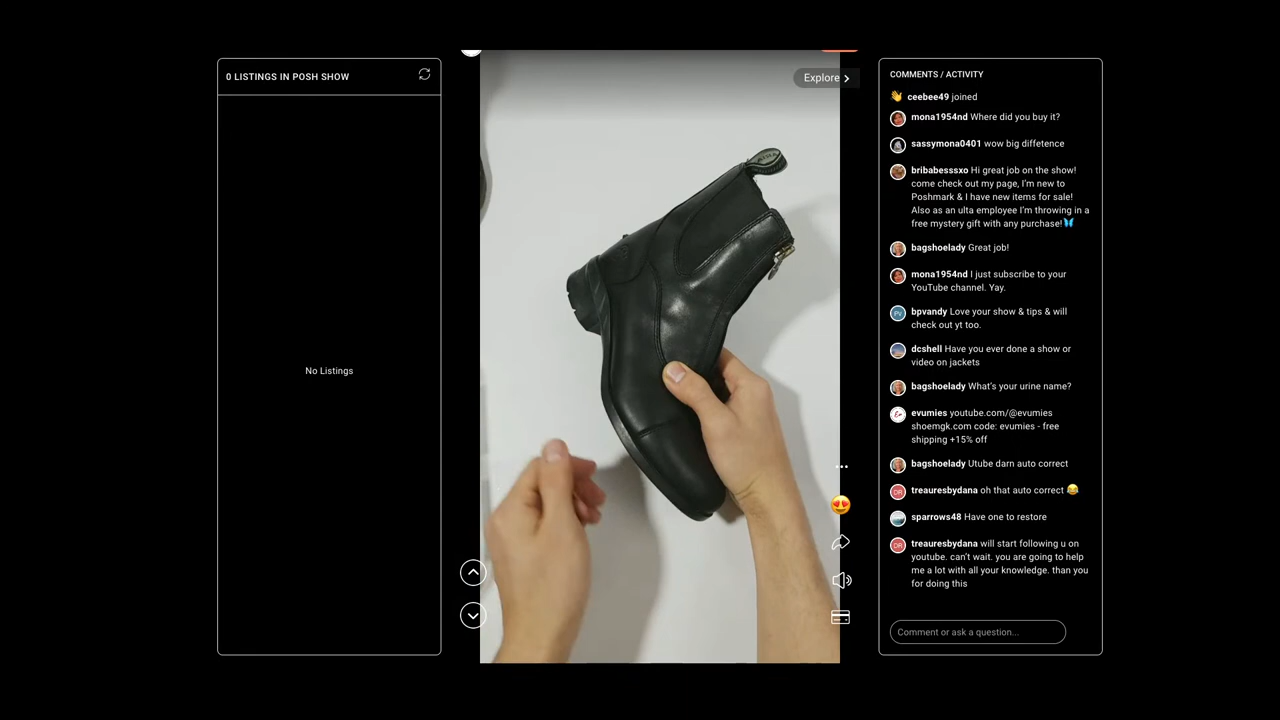 0 LISTINGS IN POSH SHOW
No Listings
Explore
COMMENTS / ACTIVITY
👋 ceebee49 joined
mona1954nd Where did you buy it?
sassymona0401 wow big diffetence
bribabesssxo Hi great job on the show!
come check out my page, I'm new to
Poshmark & I have new items for sale!
Also as an ulta employee I'm throwing in a
free mystery gift with any purchase!🦋
bagshoelady Great job!
mona1954nd I just subscribe to your
YouTube channel. Yay.
PV
bpvandy Love your show & tips & will
check out yt too.
dcshell Have you ever done a show or
video on jackets
bagshoelady What's your urine name?
evumies youtube.com/@evumies
shoemgk.com code: evumies - free
shipping +15% off
bagshoelady Utube darn auto correct
DR
treauresbydana oh that auto correct 😂
sparrows48 Have one to restore
DR
treauresbydana will start following u on
youtube. can't wait. you are going to help
me a lot with all your knowledge. than you
for doing this
Comment or ask a question...